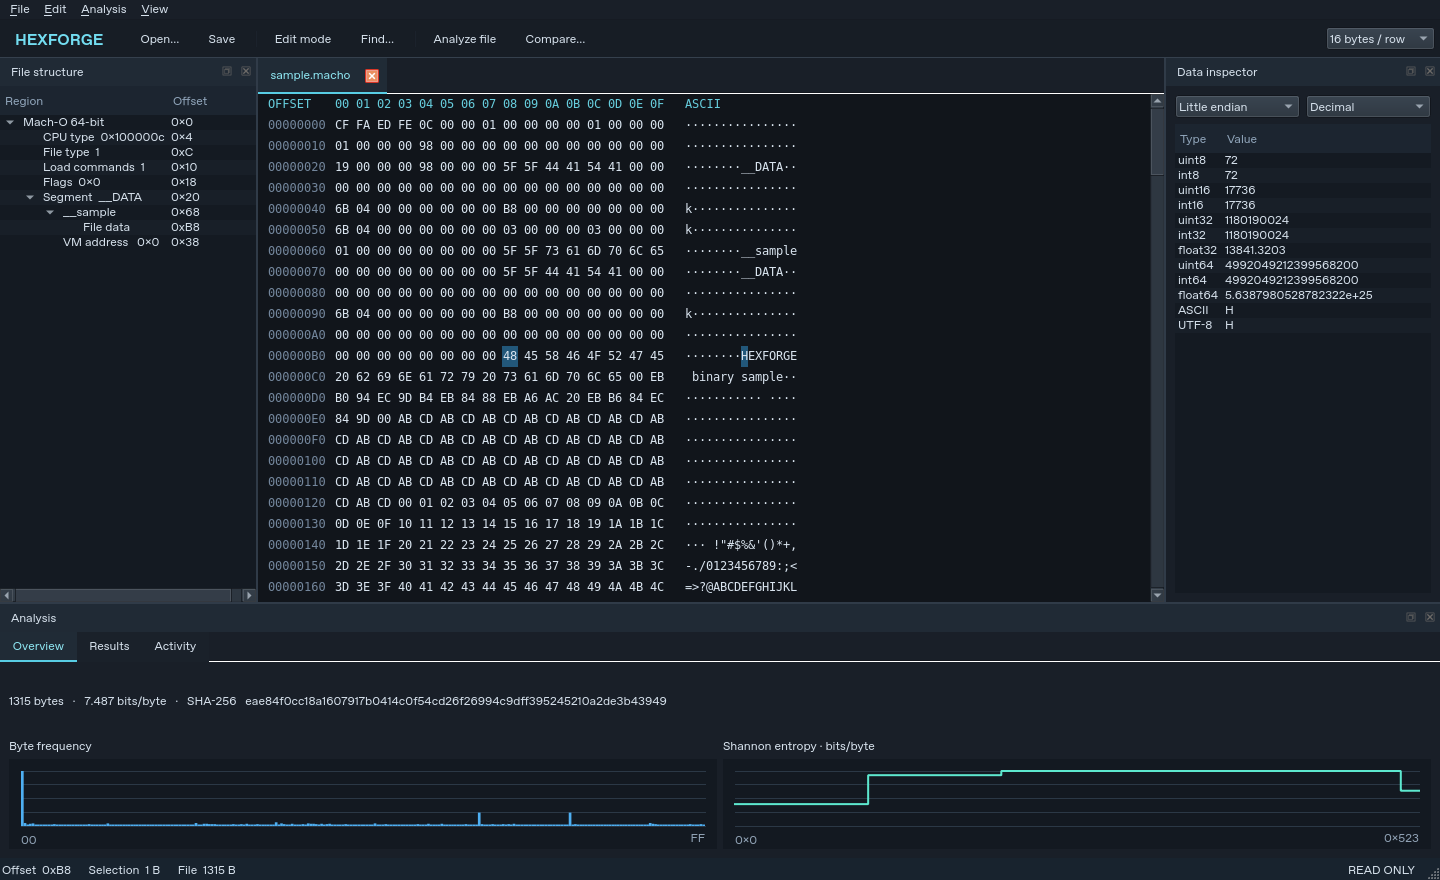 File Edit Analysis View
HEXFORGE Open... Save Edit mode Find... Analyze file Compare... 16 bytes / row
File structure
Region Offset
Mach-O 64-bit 0×0
CPU type 0×100000c 0×4
File type 1 0xC
Load commands 1 0×10
Flags 0×0 0×18
Segment __DATA 0×20
__sample 0×68
File data 0xB8
VM address 0×0 0×38
sample.macho
OFFSET 00 01 02 03 04 05 06 07 08 09 0A 0B 0C 0D 0E 0F ASCII
00000000 CF FA ED FE 0C 00 00 01 00 00 00 00 01 00 00 00 ················
00000010 01 00 00 00 98 00 00 00 00 00 00 00 00 00 00 00 ················
00000020 19 00 00 00 98 00 00 00 5F 5F 44 41 54 41 00 00 ········__DATA··
00000030 00 00 00 00 00 00 00 00 00 00 00 00 00 00 00 00 ················
00000040 6B 04 00 00 00 00 00 00 B8 00 00 00 00 00 00 00 k···············
00000050 6B 04 00 00 00 00 00 00 03 00 00 00 03 00 00 00 k···············
00000060 01 00 00 00 00 00 00 00 5F 5F 73 61 6D 70 6C 65 ········__sample
00000070 00 00 00 00 00 00 00 00 5F 5F 44 41 54 41 00 00 ········__DATA··
00000080 00 00 00 00 00 00 00 00 00 00 00 00 00 00 00 00 ················
00000090 6B 04 00 00 00 00 00 00 B8 00 00 00 00 00 00 00 k···············
000000A0 00 00 00 00 00 00 00 00 00 00 00 00 00 00 00 00 ················
000000B0 00 00 00 00 00 00 00 00 48 45 58 46 4F 52 47 45 ········HEXFORGE
000000C0 20 62 69 6E 61 72 79 20 73 61 6D 70 6C 65 00 EB  binary sample··
000000D0 B0 94 EC 9D B4 EB 84 88 EB A6 AC 20 EB B6 84 EC ··········· ····
000000E0 84 9D 00 AB CD AB CD AB CD AB CD AB CD AB CD AB ················
000000F0 CD AB CD AB CD AB CD AB CD AB CD AB CD AB CD AB ················
00000100 CD AB CD AB CD AB CD AB CD AB CD AB CD AB CD AB ················
00000110 CD AB CD AB CD AB CD AB CD AB CD AB CD AB CD AB ················
00000120 CD AB CD 00 01 02 03 04 05 06 07 08 09 0A 0B 0C ················
00000130 0D 0E 0F 10 11 12 13 14 15 16 17 18 19 1A 1B 1C ················
00000140 1D 1E 1F 20 21 22 23 24 25 26 27 28 29 2A 2B 2C ··· !"#$%&'()*+,
00000150 2D 2E 2F 30 31 32 33 34 35 36 37 38 39 3A 3B 3C -./0123456789:;<
00000160 3D 3E 3F 40 41 42 43 44 45 46 47 48 49 4A 4B 4C =>?@ABCDEFGHIJKL
Data inspector
Little endian Decimal
Type Value
uint8 72
int8 72
uint16 17736
int16 17736
uint32 1180190024
int32 1180190024
float32 13841.3203
uint64 4992049212399568200
int64 4992049212399568200
float64 5.6387980528782322e+25
ASCII H
UTF-8 H
Analysis
Overview Results Activity
1315 bytes · 7.487 bits/byte · SHA-256 eae84f0cc18a1607917b0414c0f54cd26f26994c9dff395245210a2de3b43949
Byte frequency
00 FF
Shannon entropy · bits/byte
0×0 0×523
Offset 0xB8 Selection 1 B File 1315 B READ ONLY